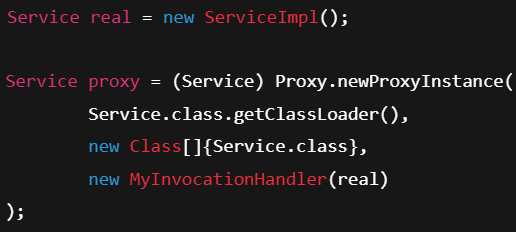 Service real = new ServiceImpl();
Service proxy = (Service) Proxy.newProxyInstance(
        Service.class.getClassLoader(),
        new Class[]{Service.class},
        new MyInvocationHandler(real)
);